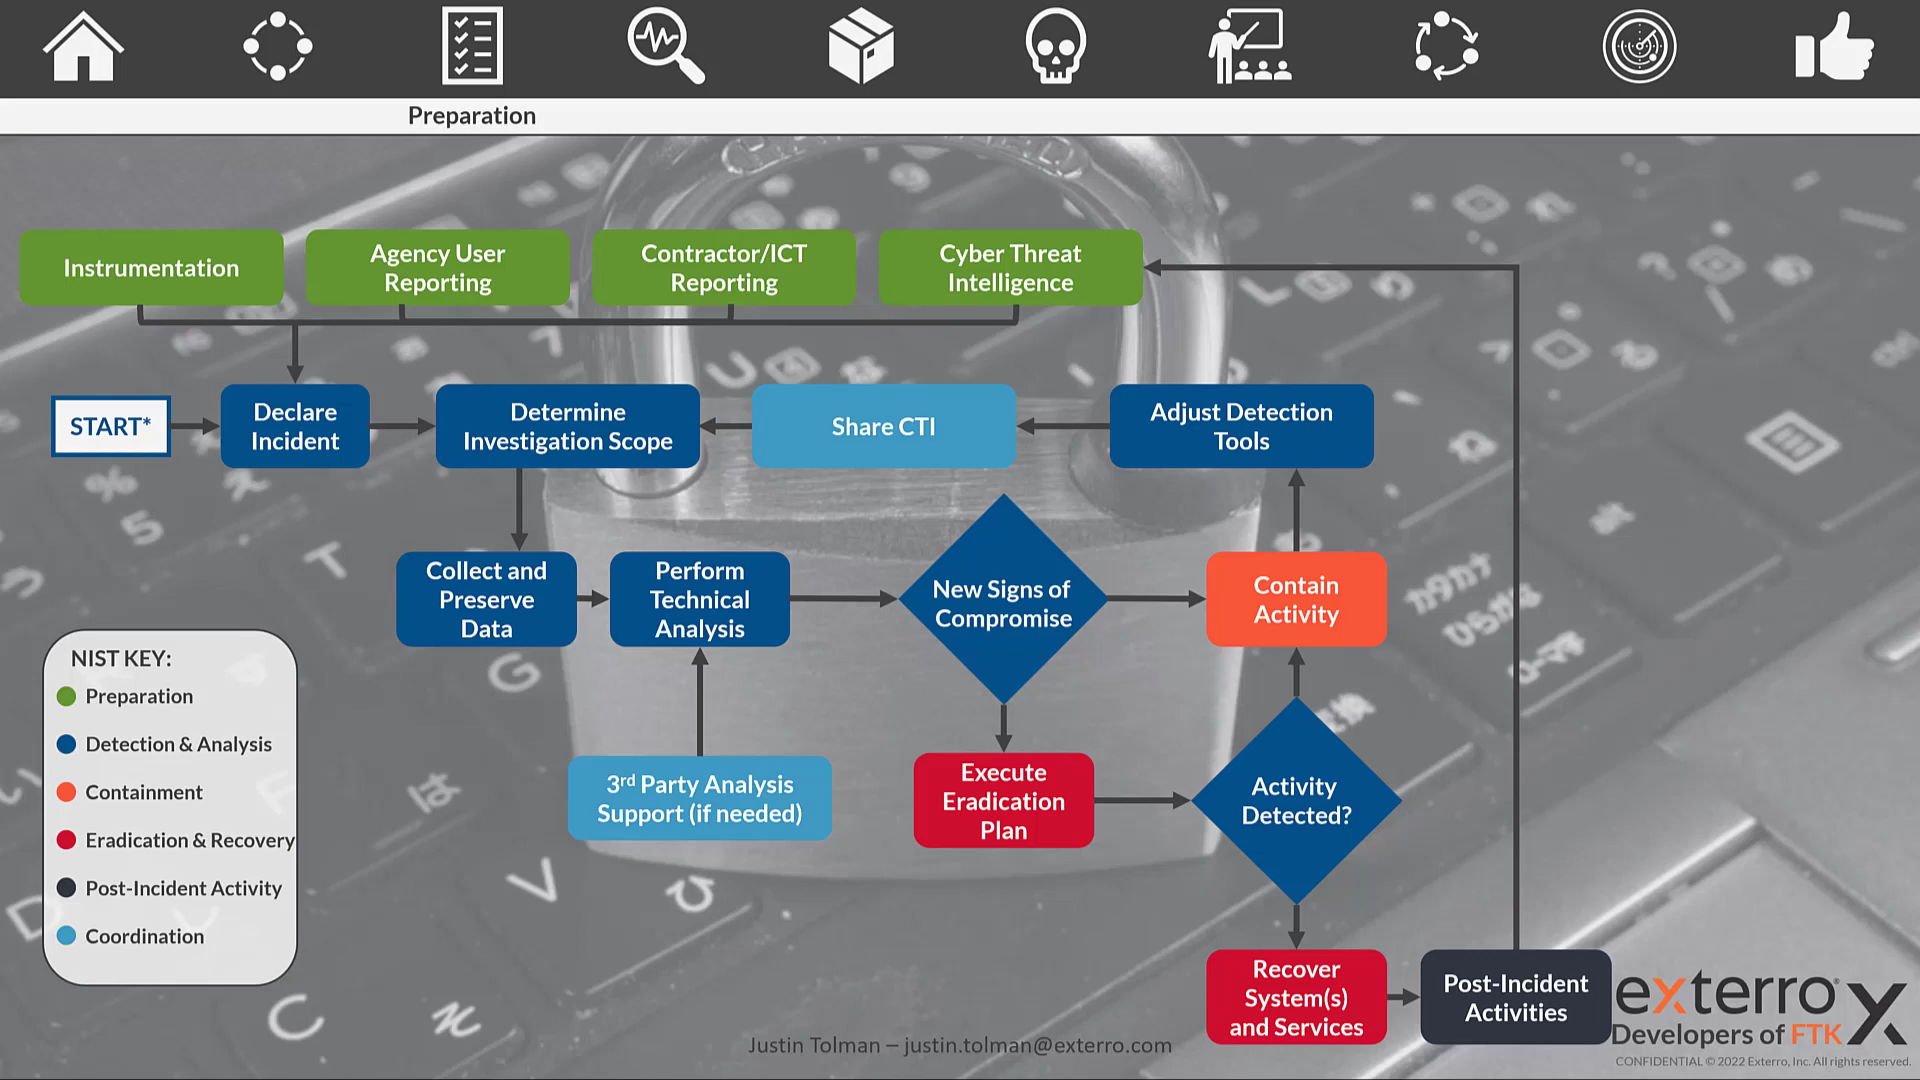 Preparation
Instrumentation
Agency User
Reporting
Contractor/ICT
Reporting
Cyber Threat
Intelligence
START*
Declare
Incident
Determine
Investigation Scope
Share CTI
Adjust Detection
Tools
Collect and
Preserve
Data
Perform
Technical
Analysis
New Signs of
Compromise
Contain
Activity
NIST KEY:
Preparation
Detection & Analysis
Containment
Eradication & Recovery
Post-Incident Activity
Coordination
3rd Party Analysis
Support (if needed)
Execute
Eradication
Plan
Activity
Detected?
Recover
System(s)
and Services
Post-Incident
Activities
exterro®
Developers of FTK
Justin Tolman – justin.tolman@exterro.com
CONFIDENTIAL © 2022 Exterro, Inc. All rights reserved.